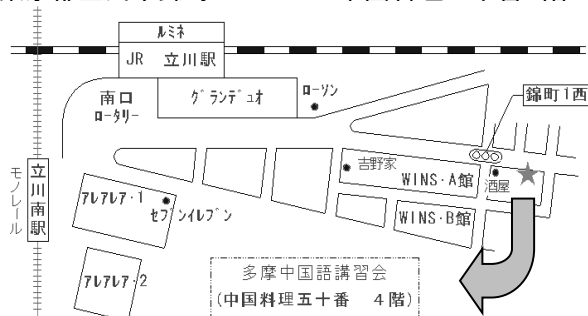 ルミネ
JR 立川駅
グランデュオ
ローソン
南口
ロータリー
錦町1西
吉野家
WINS・A館
酒屋
WINS・B館
モノレール
立川南駅
アレアレア・1
セブンイレブン
アレアレア・2
多摩中国語講習会
(中国料理五十番 4階)